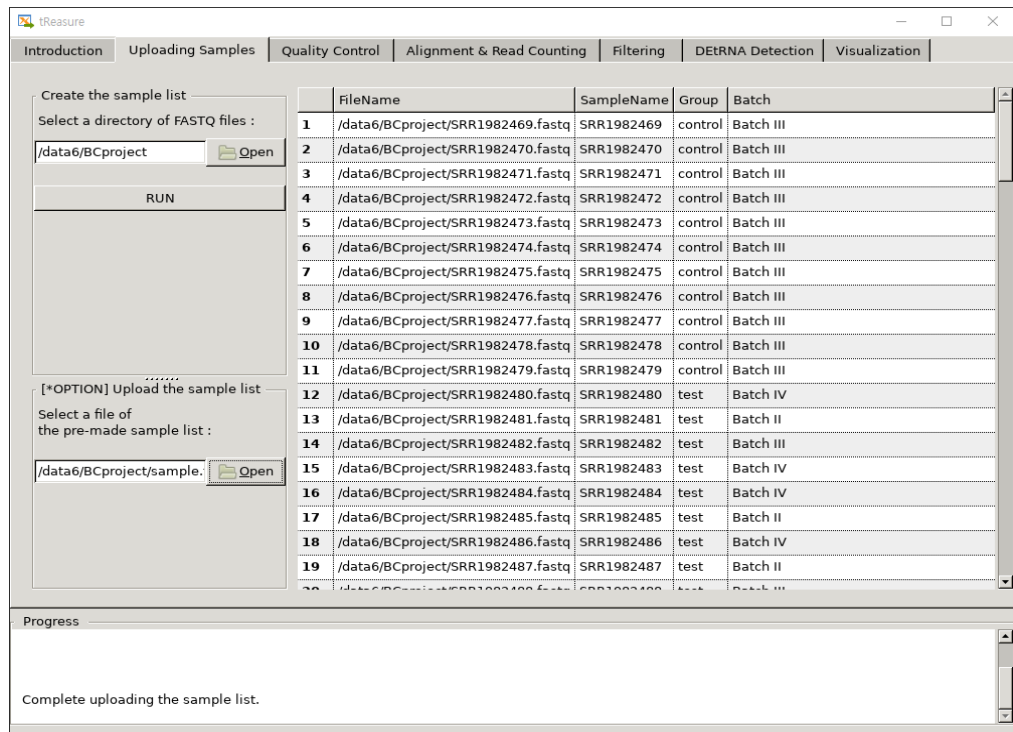 tReasure
Introduction Uploading Samples Quality Control Alignment & Read Counting Filtering DEtRNA Detection Visualization
Create the sample list
Select a directory of FASTQ files :
/data6/BCproject Open
RUN
[*OPTION] Upload the sample list
Select a file of
the pre-made sample list :
/data6/BCproject/sample. Open
FileName SampleName Group Batch
1 /data6/BCproject/SRR1982469.fastq SRR1982469 control Batch III
2 /data6/BCproject/SRR1982470.fastq SRR1982470 control Batch III
3 /data6/BCproject/SRR1982471.fastq SRR1982471 control Batch III
4 /data6/BCproject/SRR1982472.fastq SRR1982472 control Batch III
5 /data6/BCproject/SRR1982473.fastq SRR1982473 control Batch III
6 /data6/BCproject/SRR1982474.fastq SRR1982474 control Batch III
7 /data6/BCproject/SRR1982475.fastq SRR1982475 control Batch III
8 /data6/BCproject/SRR1982476.fastq SRR1982476 control Batch III
9 /data6/BCproject/SRR1982477.fastq SRR1982477 control Batch III
10 /data6/BCproject/SRR1982478.fastq SRR1982478 control Batch III
11 /data6/BCproject/SRR1982479.fastq SRR1982479 control Batch III
12 /data6/BCproject/SRR1982480.fastq SRR1982480 test Batch IV
13 /data6/BCproject/SRR1982481.fastq SRR1982481 test Batch II
14 /data6/BCproject/SRR1982482.fastq SRR1982482 test Batch III
15 /data6/BCproject/SRR1982483.fastq SRR1982483 test Batch IV
16 /data6/BCproject/SRR1982484.fastq SRR1982484 test Batch IV
17 /data6/BCproject/SRR1982485.fastq SRR1982485 test Batch II
18 /data6/BCproject/SRR1982486.fastq SRR1982486 test Batch IV
19 /data6/BCproject/SRR1982487.fastq SRR1982487 test Batch II
Progress
Complete uploading the sample list.